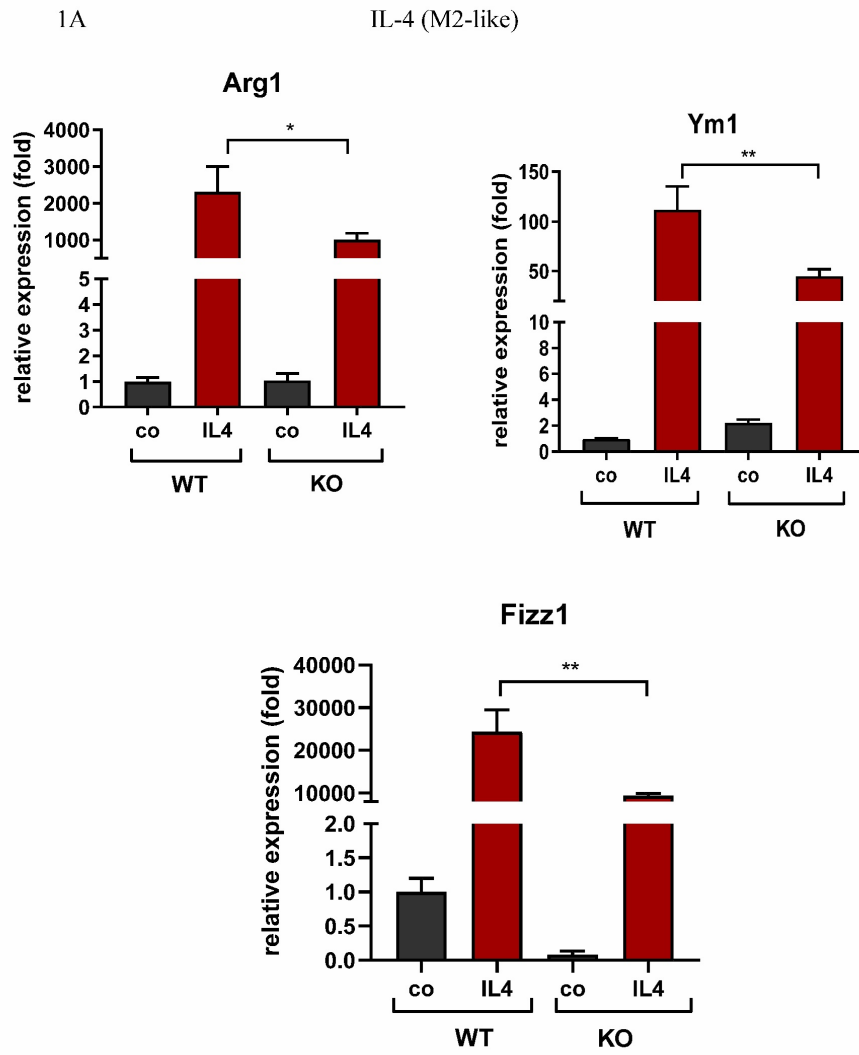 1A IL-4 (M2-like)
Arg1
relative expression (fold)
4000
3000
2000
1000
5
4
3
2
1
0
*
co IL4 co IL4
WT KO
Ym1
relative expression (fold)
150
100
50
10
8
6
4
2
0
**
co IL4 co IL4
WT KO
Fizz1
relative expression (fold)
40000
30000
20000
10000
2.0
1.5
1.0
0.5
0.0
**
co IL4 co IL4
WT KO